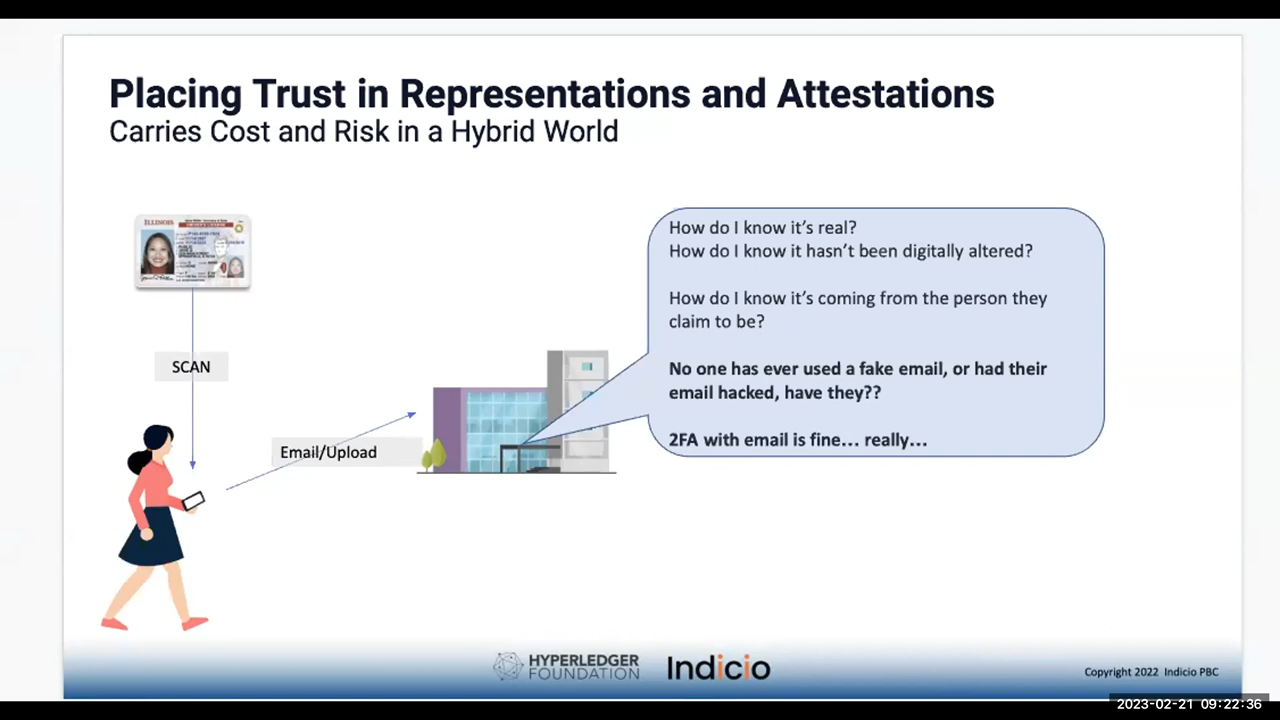 Placing Trust in Representations and Attestations
Carries Cost and Risk in a Hybrid World
ILLINOIS
How do I know it’s real?
How do I know it hasn’t been digitally altered?
How do I know it’s coming from the person they
claim to be?
No one has ever used a fake email, or had their
email hacked, have they??
2FA with email is fine… really…
SCAN
Email/Upload
HYPERLEDGER
FOUNDATION
Indicio
Copyright 2022 Indicio PBC
2023-02-21 09:22:36